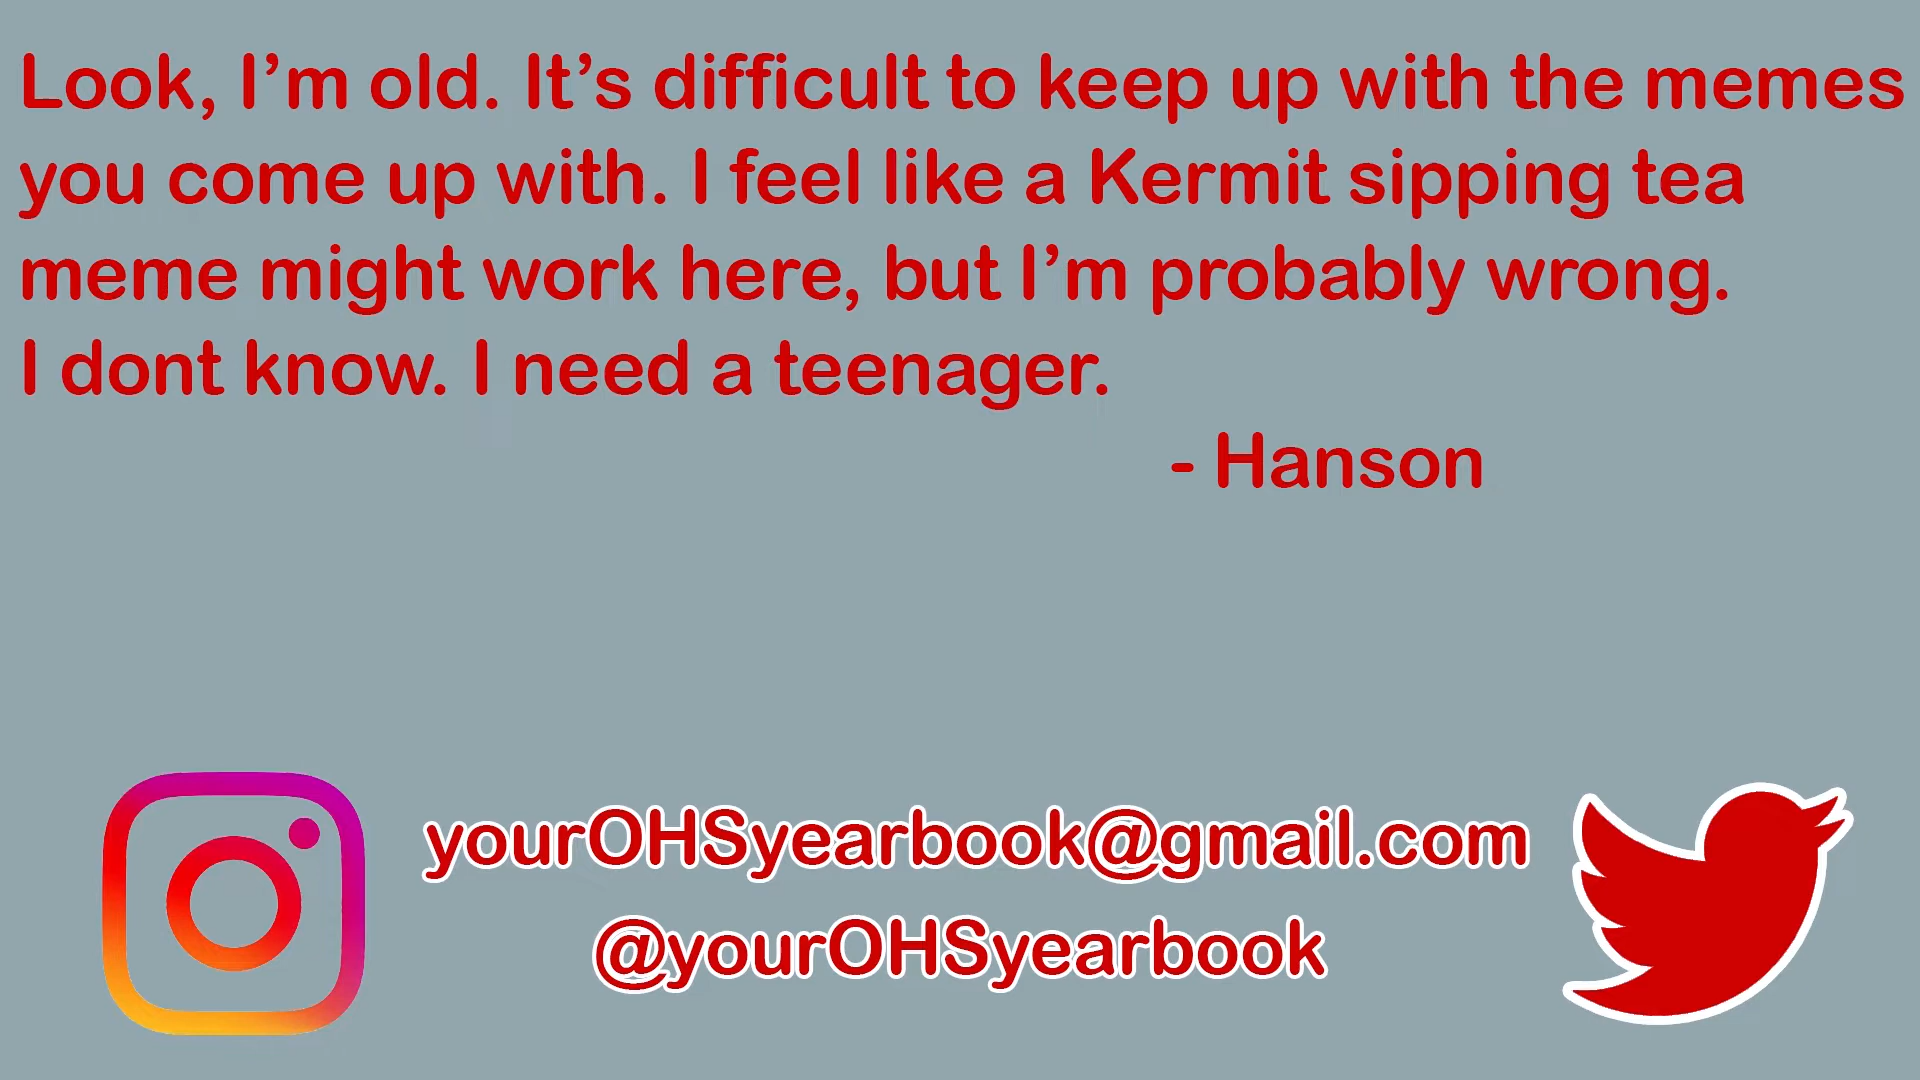 Look, I’m old. It’s difficult to keep up with the memes
you come up with. I feel like a Kermit sipping tea
meme might work here, but I’m probably wrong.
I dont know. I need a teenager.
- Hanson
yourOHSyearbook@gmail.com
@yourOHSyearbook